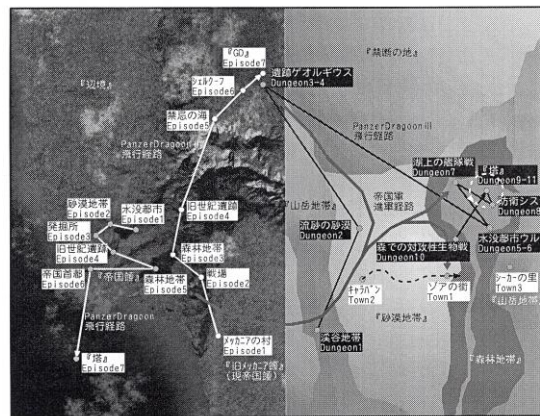 『GD』
Episode7
『辺境』
シェルクーフ
Episode6
遺跡ゲオルギウス
Dungeon3-4
『禁断の地』
禁忌の海
Episode5
PanzerDragoonⅡ
飛行経路
PanzerDragoonⅢ
飛行経路
湖上の艦隊戦
Dungeon7
『塔』
Dungeon9-11
砂漠地帯
Episode2
水没都市
Episode1
発掘所
Episode3
旧世紀遺跡
Episode4
旧世紀遺跡
Episode4
『山岳地帯』
帝国軍
進軍経路
防衛シス
Dungeon8
流砂の砂漠
Dungeon2
水没都市ウル
Dungeon5-6
森での対攻性生物戦
Dungeon10
帝国首都
Episode6
『帝国領』
森林地帯
Episode5
森林地帯
Episode3
戦場
Episode2
キャラバン
Town2
ゾアの街
Town1
シーカーの里
Town3
『山岳地帯』
PanzerDragoon
飛行経路
メッカニアの村
Episode1
渓谷地帯
Dungeon1
『砂漠地帯』
『森林地帯』
『塔』
Episode7
『旧メッカニア領』
(現帝国領)